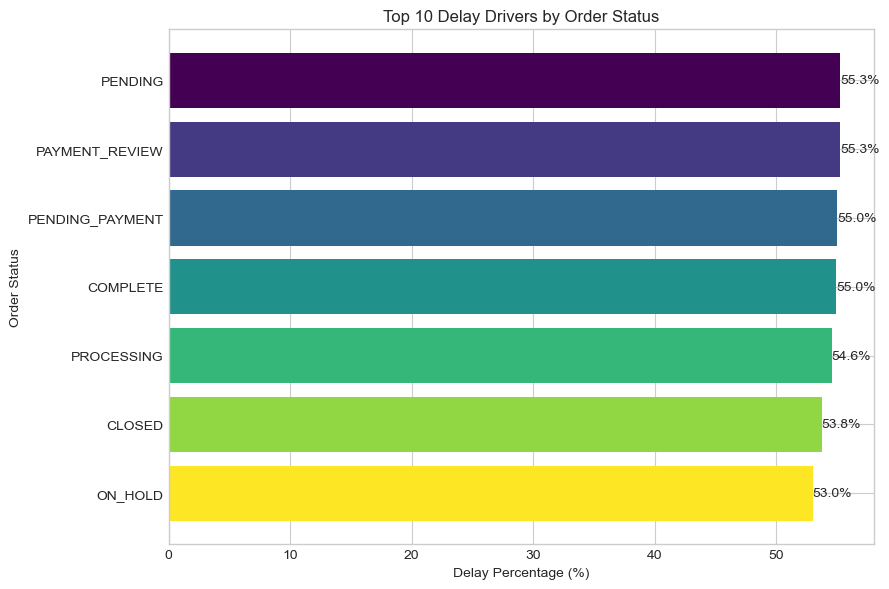 Top 10 Delay Drivers by Order Status
Order Status
PENDING 55.3%
PAYMENT_REVIEW 55.3%
PENDING_PAYMENT 55.0%
COMPLETE 55.0%
PROCESSING 54.6%
CLOSED 53.8%
ON_HOLD 53.0%
0 10 20 30 40 50
Delay Percentage (%)